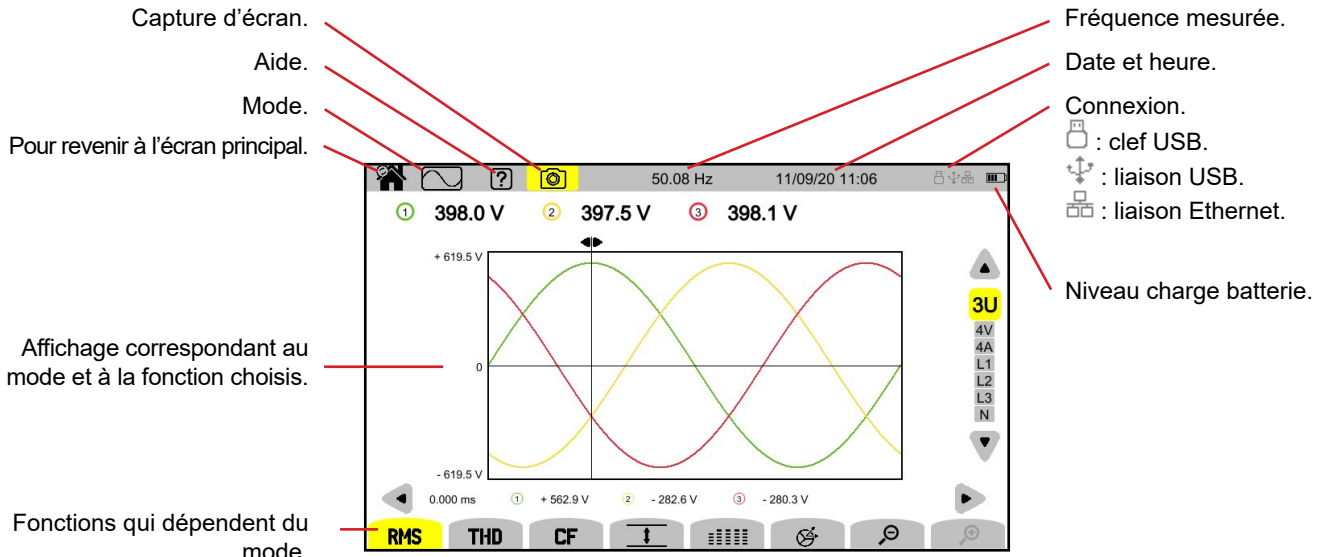 Capture d'écran.
Aide.
Mode.
Pour revenir à l'écran principal.
Affichage correspondant au
mode et à la fonction choisis.
Fonctions qui dépendent du
mode.
Fréquence mesurée.
Date et heure.
Connexion.
: clef USB.
: liaison USB.
: liaison Ethernet.
Niveau charge batterie.
? 50.08 Hz 11/09/20 11:06
1 398.0 V 2 397.5 V 3 398.1 V
+ 619.5 V
0
- 619.5 V
3U
4V
4A
L1
L2
L3
N
0.000 ms 1 + 562.9 V 2 - 282.6 V 3 - 280.3 V
RMS THD CF